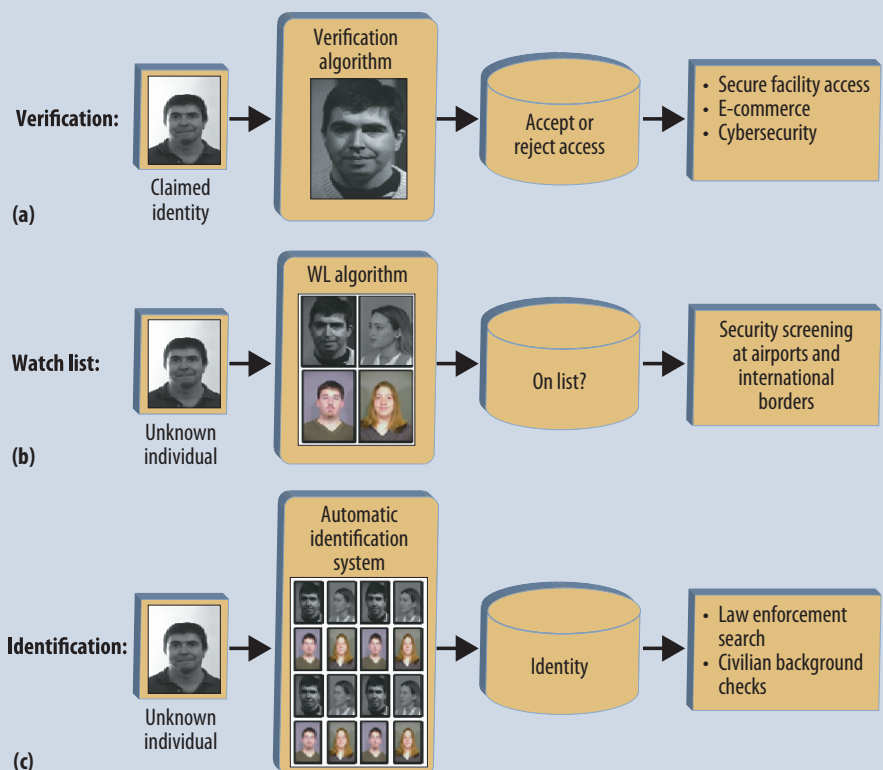 Verification:
Claimed
identity
Verification
algorithm
Accept or
reject access
• Secure facility access
• E-commerce
• Cybersecurity
(a)
Watch list:
Unknown
individual
WL algorithm
On list?
Security screening
at airports and
international
borders
(b)
Identification:
Unknown
individual
Automatic
identification
system
Identity
• Law enforcement
search
• Civilian background
checks
(c)